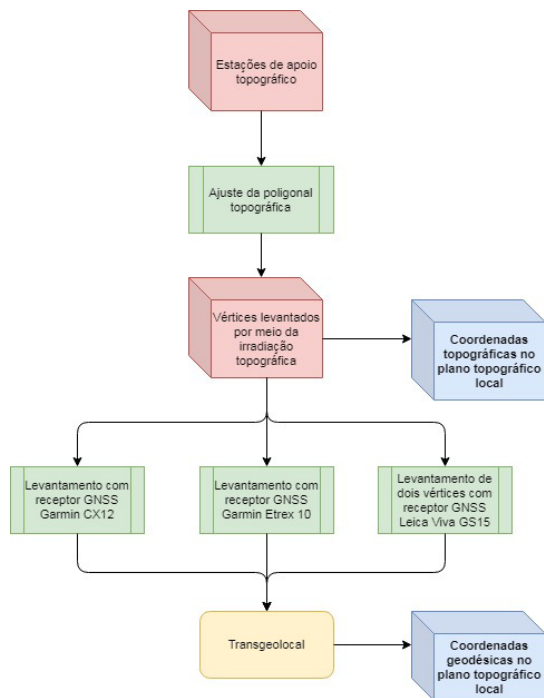 Estações de apoio
topográfico
Ajuste da poligonal
topográfica
Vértices levantados
por meio da
irradiação
topográfica
Coordenadas
topográficas no
plano topográfico
local
Levantamento com
receptor GNSS
Garmin CX12
Levantamento com
receptor GNSS
Garmin Etrex 10
Levantamento de
dois vértices com
receptor GNSS
Leica Viva GS15
Transgeolocal
Coordenadas
geodésicas no
plano topográfico
local